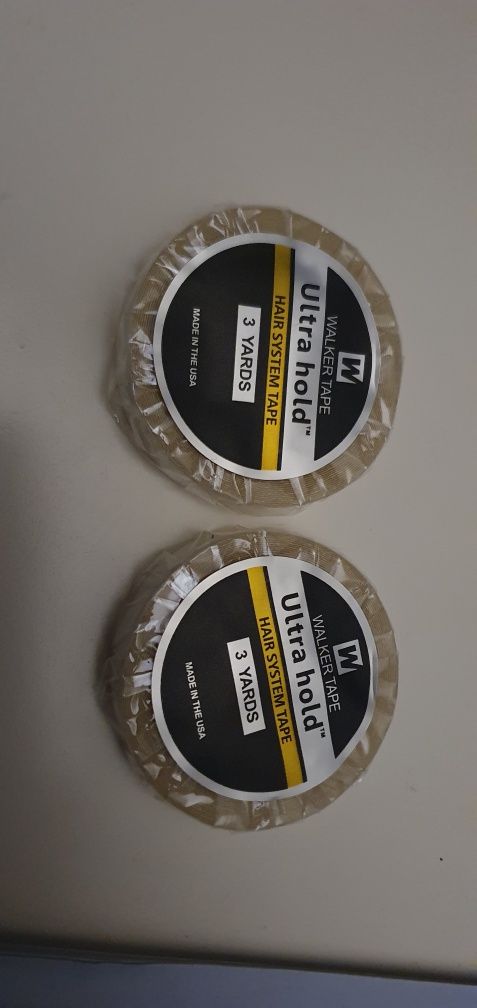 W
WALKER TAPE
Ultra hold™
HAIR SYSTEM TAPE
3 YARDS
MADE IN THE USA
W
WALKER TAPE
Ultra hold™
HAIR SYSTEM TAPE
3 YARDS
MADE IN THE USA